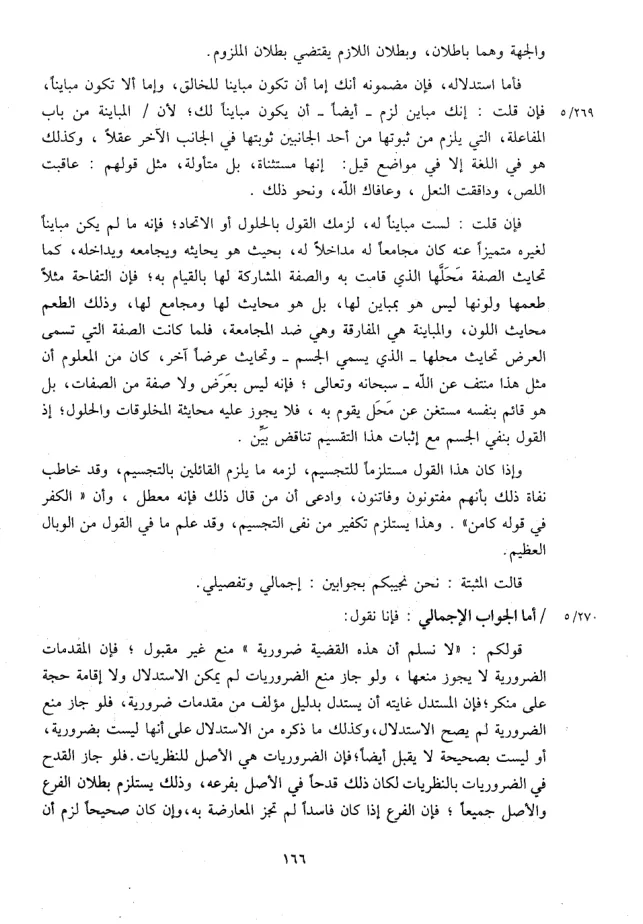 والجهة وهما باطلان، وبطلان اللازم يقتضي بطلان الملزوم.
فأما استدلاله، فإن مضمونه أنك إما أن تكون مباينا للخالق، وإما ألا تكون مبايناً،
٥/٢٦٩ فإن قلت : إنك مباين لزم ـ أيضاً ـ أن يكون مبايناً لك؛ لأن / المباينة من باب
المفاعلة، التي يلزم من ثبوتها من أحد الجانبين ثوبتها في الجانب الآخر عقلاً ، وكذلك
هو في اللغة إلا في مواضع قيل: إنها مستثناة، بل متأولة، مثل قولهم : عاقبت
اللص، وداققت النعل ، وعافاك الله، ونحو ذلك .
فإن قلت : لست مبايناً له، لزمك القول بالحلول أو الاتحاد؛ فإنه ما لم يكن مبايناً
لغيره متميزاً عنه كان مجامعاً له مداخلاً له، بحيث هو يحايثه ويجامعه ويداخله، كما
تحايث الصفة مَحَلَّها الذي قامت به والصفة المشاركة لها بالقيام به؛ فإن التفاحة مثلاً
طعمها ولونها ليس هو بمباين لها، بل هو محايث لها ومجامع لها، وذلك الطعم
محايث اللون، والمباينة هي المفارقة وهي ضد المجامعة، فلما كانت الصفة التي تسمى
العرض تحايث محلها ـ الذي يسمي الجسم ـ وتحايث عرضاً آخر، كان من المعلوم أن
مثل هذا منتف عن الله ـ سبحانه وتعالى ؛ فإنه ليس بعَرَض ولا صفة من الصفات، بل
هو قائم بنفسه مستغن عن مَحَل يقوم به ، فلا يجوز عليه محايثة المخلوقات والحلول؛ إذ
القول بنفي الجسم مع إثبات هذا التقسيم تناقض بَيِّن .
وإذا كان هذا القول مستلزماً للتجسيم، لزمه ما يلزم القائلين بالتجسيم، وقد خاطب
نفاة ذلك بأنهم مفتونون وفاتنون، وادعى أن من قال ذلك فإنه معطل ، وأن « الكفر
في قوله كامن» . وهذا يستلزم تكفير من نفى التجسيم، وقد علم ما في القول من الوبال
العظيم.
قالت المثبتة : نحن نجيبكم بجوابين : إجمالي وتفصيلي.
٥/٢٧٠ / أما الجواب الإجمالي : فإنا نقول:
قولكم : «لا نسلم أن هذه القضية ضرورية » منع غير مقبول ؛ فإن المقدمات
الضرورية لا يجوز منعها ، ولو جاز منع الضروريات لم يمكن الاستدلال ولا إقامة حجة
على منكر؛ فإن المستدل غايته أن يستدل بدليل مؤلف من مقدمات ضرورية، فلو جاز منع
الضرورية لم يصح الاستدلال، وكذلك ما ذكره من الاستدلال على أنها ليست بضرورية،
أو ليست بصحيحة لا يقبل أيضاً؛ فإن الضروريات هي الأصل للنظريات. فلو جاز القدح
في الضروريات بالنظريات لكان ذلك قدحاً في الأصل بفرعه، وذلك يستلزم بطلان الفرع
والأصل جميعاً ؛ فإن الفرع إذا كان فاسداً لم تجز المعارضة به، وإن كان صحيحاً لزم أن
١٦٦